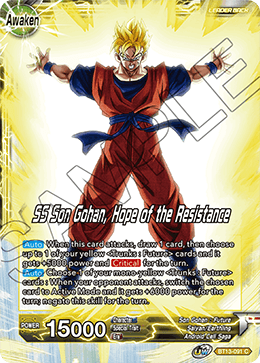 LEADER BACK
Awaken
SAMPLE
SS Son Gohan, Hope of the Resistance
Auto When this card attacks, draw 1 card, then choose
up to 1 of your yellow <Trunks : Future> cards and it
gets +5000 power and Critical for the turn.
Auto Choose 1 of your mono-yellow <Trunks : Future>
cards : When your opponent attacks, switch the chosen
card to Active Mode and it gets +5000 power for the
turn; negate this skill for the turn.
POWER 15000
Character Son Gohan : Future
Special Trait Saiyan Earthling
Era Android/Cell Saga
BT13-091 C